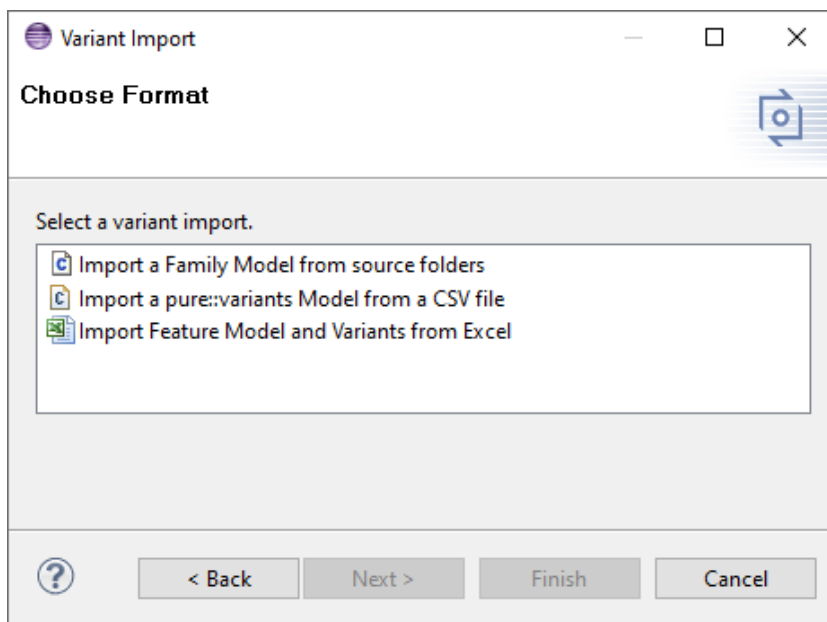 Variant Import
Choose Format
Select a variant import.
Import a Family Model from source folders
Import a pure::variants Model from a CSV file
Import Feature Model and Variants from Excel
? < Back Next > Finish Cancel